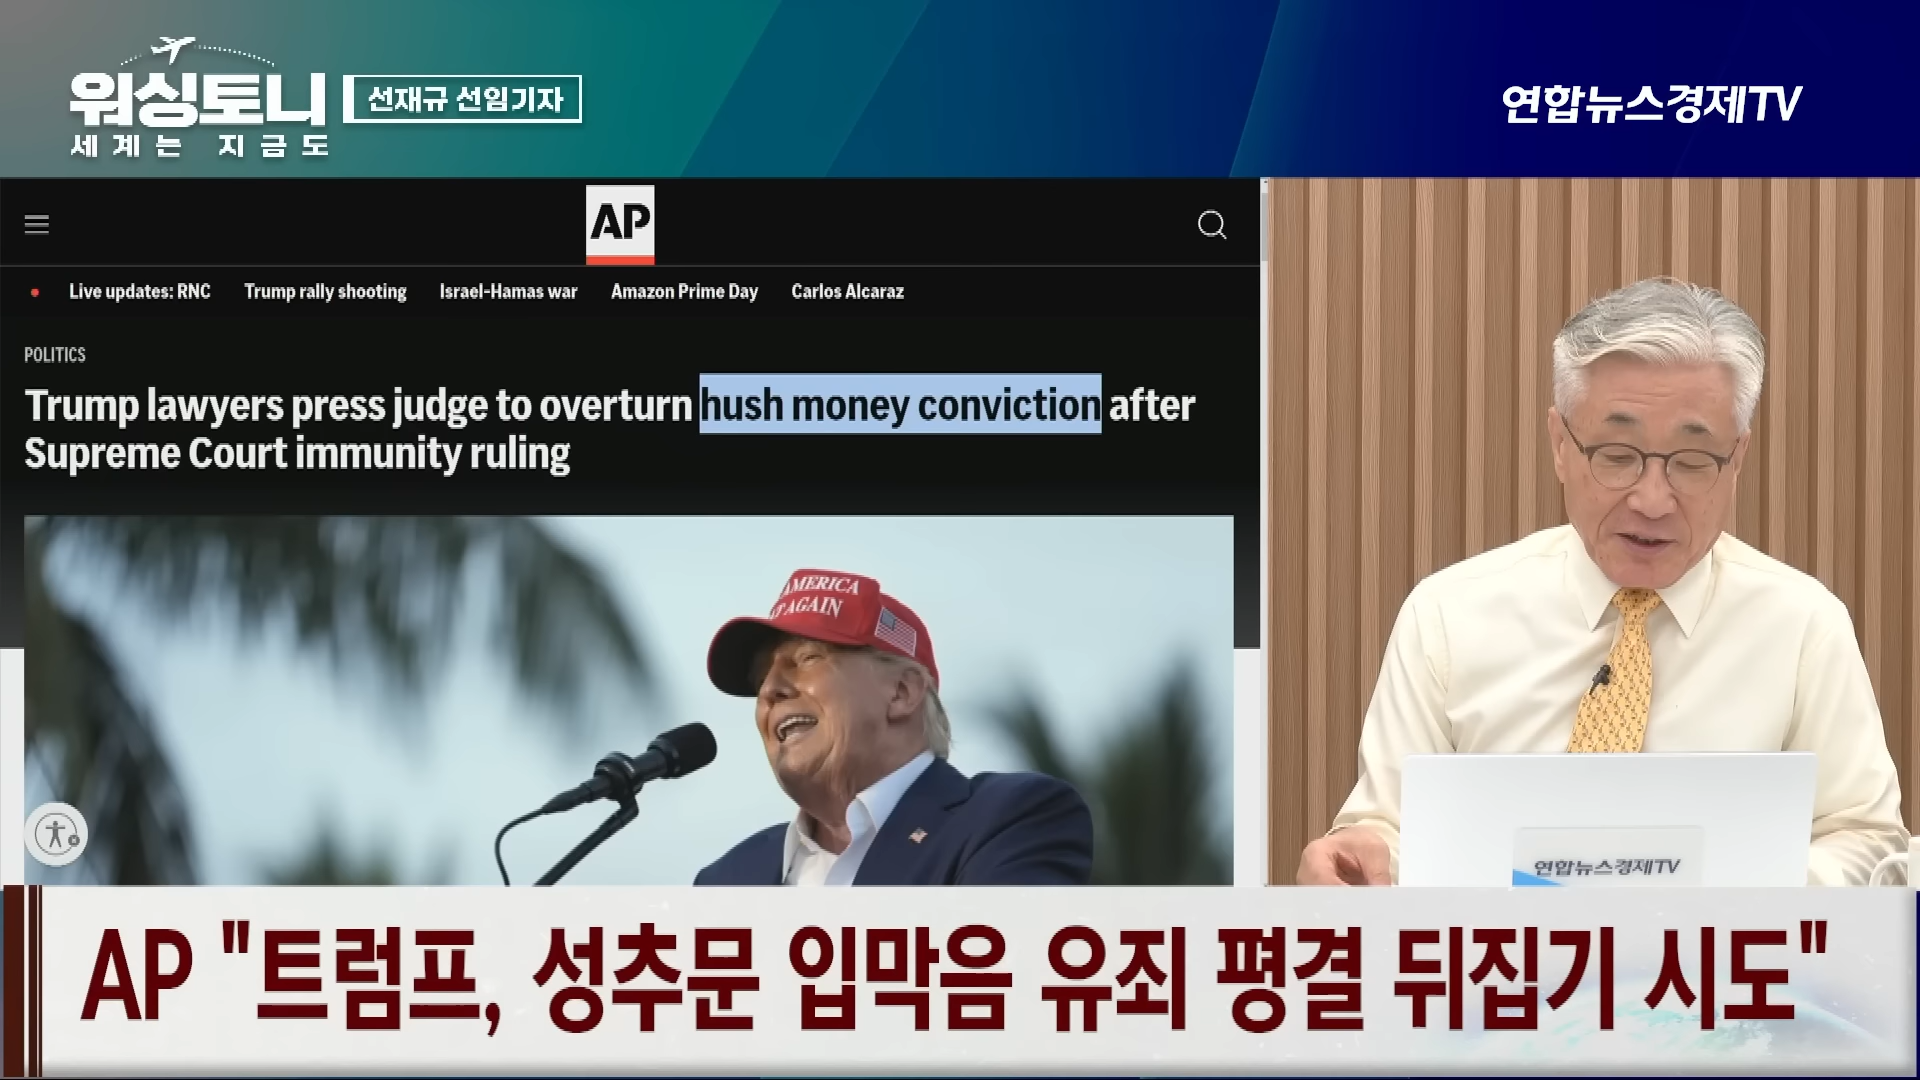 워싱토니
세계는 지금도
선재규 선임기자
연합뉴스경제TV
AP
Live updates: RNC Trump rally shooting Israel-Hamas war Amazon Prime Day Carlos Alcaraz
POLITICS
Trump lawyers press judge to overturn hush money conviction after
Supreme Court immunity ruling
AMERICA
AGAIN
연합뉴스경제TV
AP "트럼프, 성추문 입막음 유죄 평결 뒤집기 시도"